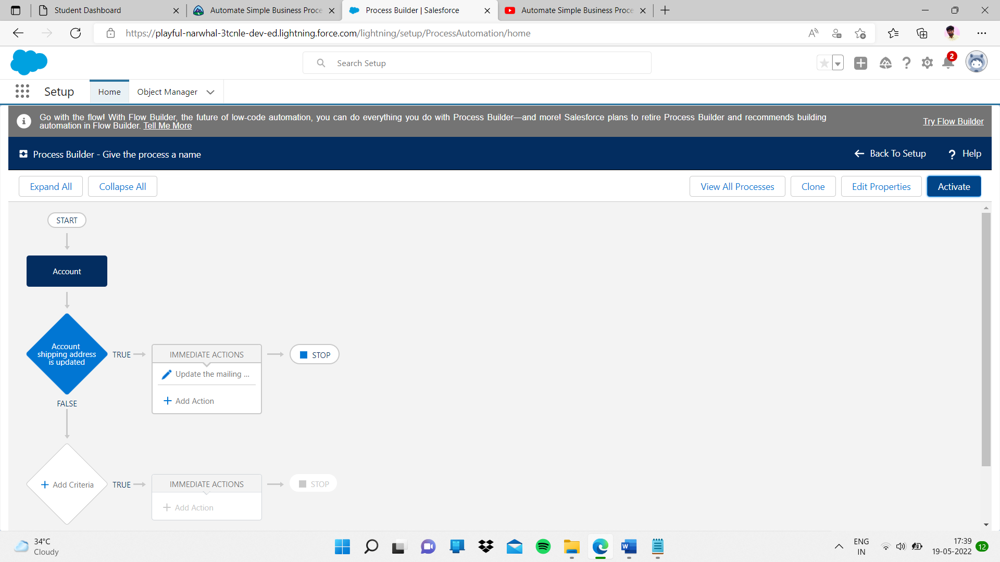 Student Dashboard
Automate Simple Business Proce
Process Builder | Salesforce
Automate Simple Business Proce
https://playful-narwhal-3tcnle-dev-ed.lightning.force.com/lightning/setup/ProcessAutomation/home
Search Setup
2
Setup
Home
Object Manager
Go with the flow! With Flow Builder, the future of low-code automation, you can do everything you do with Process Builder—and more! Salesforce plans to retire Process Builder and recommends building
automation in Flow Builder. Tell Me More
Try Flow Builder
Process Builder - Give the process a name
Back To Setup
? Help
Expand All
Collapse All
View All Processes
Clone
Edit Properties
Activate
START
Account
Account
shipping address
is updated
TRUE
IMMEDIATE ACTIONS
STOP
Update the mailing ...
+ Add Action
FALSE
+ Add Criteria
TRUE
IMMEDIATE ACTIONS
STOP
+ Add Action
34°C
Cloudy
ENG
IN
17:39
19-05-2022
12